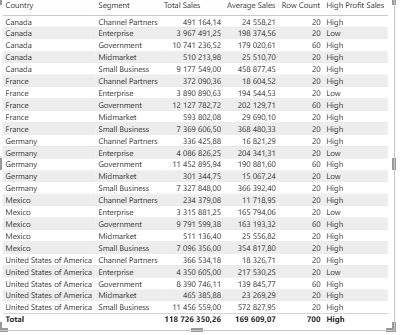 Country Segment Total Sales Average Sales Row Count High Profit Sales
Canada Channel Partners 491 164,14 24 558,21 20 High
Canada Enterprise 3 967 491,25 198 374,56 20 Low
Canada Government 10 741 236,52 179 020,61 60 High
Canada Midmarket 510 213,98 25 510,70 20 High
Canada Small Business 9 177 549,00 458 877,45 20 High
France Channel Partners 372 090,36 18 604,52 20 High
France Enterprise 3 890 890,63 194 544,53 20 Low
France Government 12 127 782,72 202 129,71 60 High
France Midmarket 593 802,08 29 690,10 20 High
France Small Business 7 369 606,50 368 480,33 20 High
Germany Channel Partners 336 425,88 16 821,29 20 High
Germany Enterprise 4 086 826,25 204 341,31 20 Low
Germany Government 11 452 895,94 190 881,60 60 High
Germany Midmarket 301 344,75 15 067,24 20 Low
Germany Small Business 7 327 848,00 366 392,40 20 High
Mexico Channel Partners 234 379,08 11 718,95 20 High
Mexico Enterprise 3 315 881,25 165 794,06 20 Low
Mexico Government 9 791 599,38 163 193,32 60 High
Mexico Midmarket 511 136,40 25 556,82 20 High
Mexico Small Business 7 096 356,00 354 817,80 20 High
United States of America Channel Partners 366 534,18 18 326,71 20 High
United States of America Enterprise 4 350 605,00 217 530,25 20 Low
United States of America Government 8 390 746,11 139 845,77 60 High
United States of America Midmarket 465 385,88 23 269,29 20 High
United States of America Small Business 11 456 559,00 572 827,95 20 High
Total 118 726 350,26 169 609,07 700 High